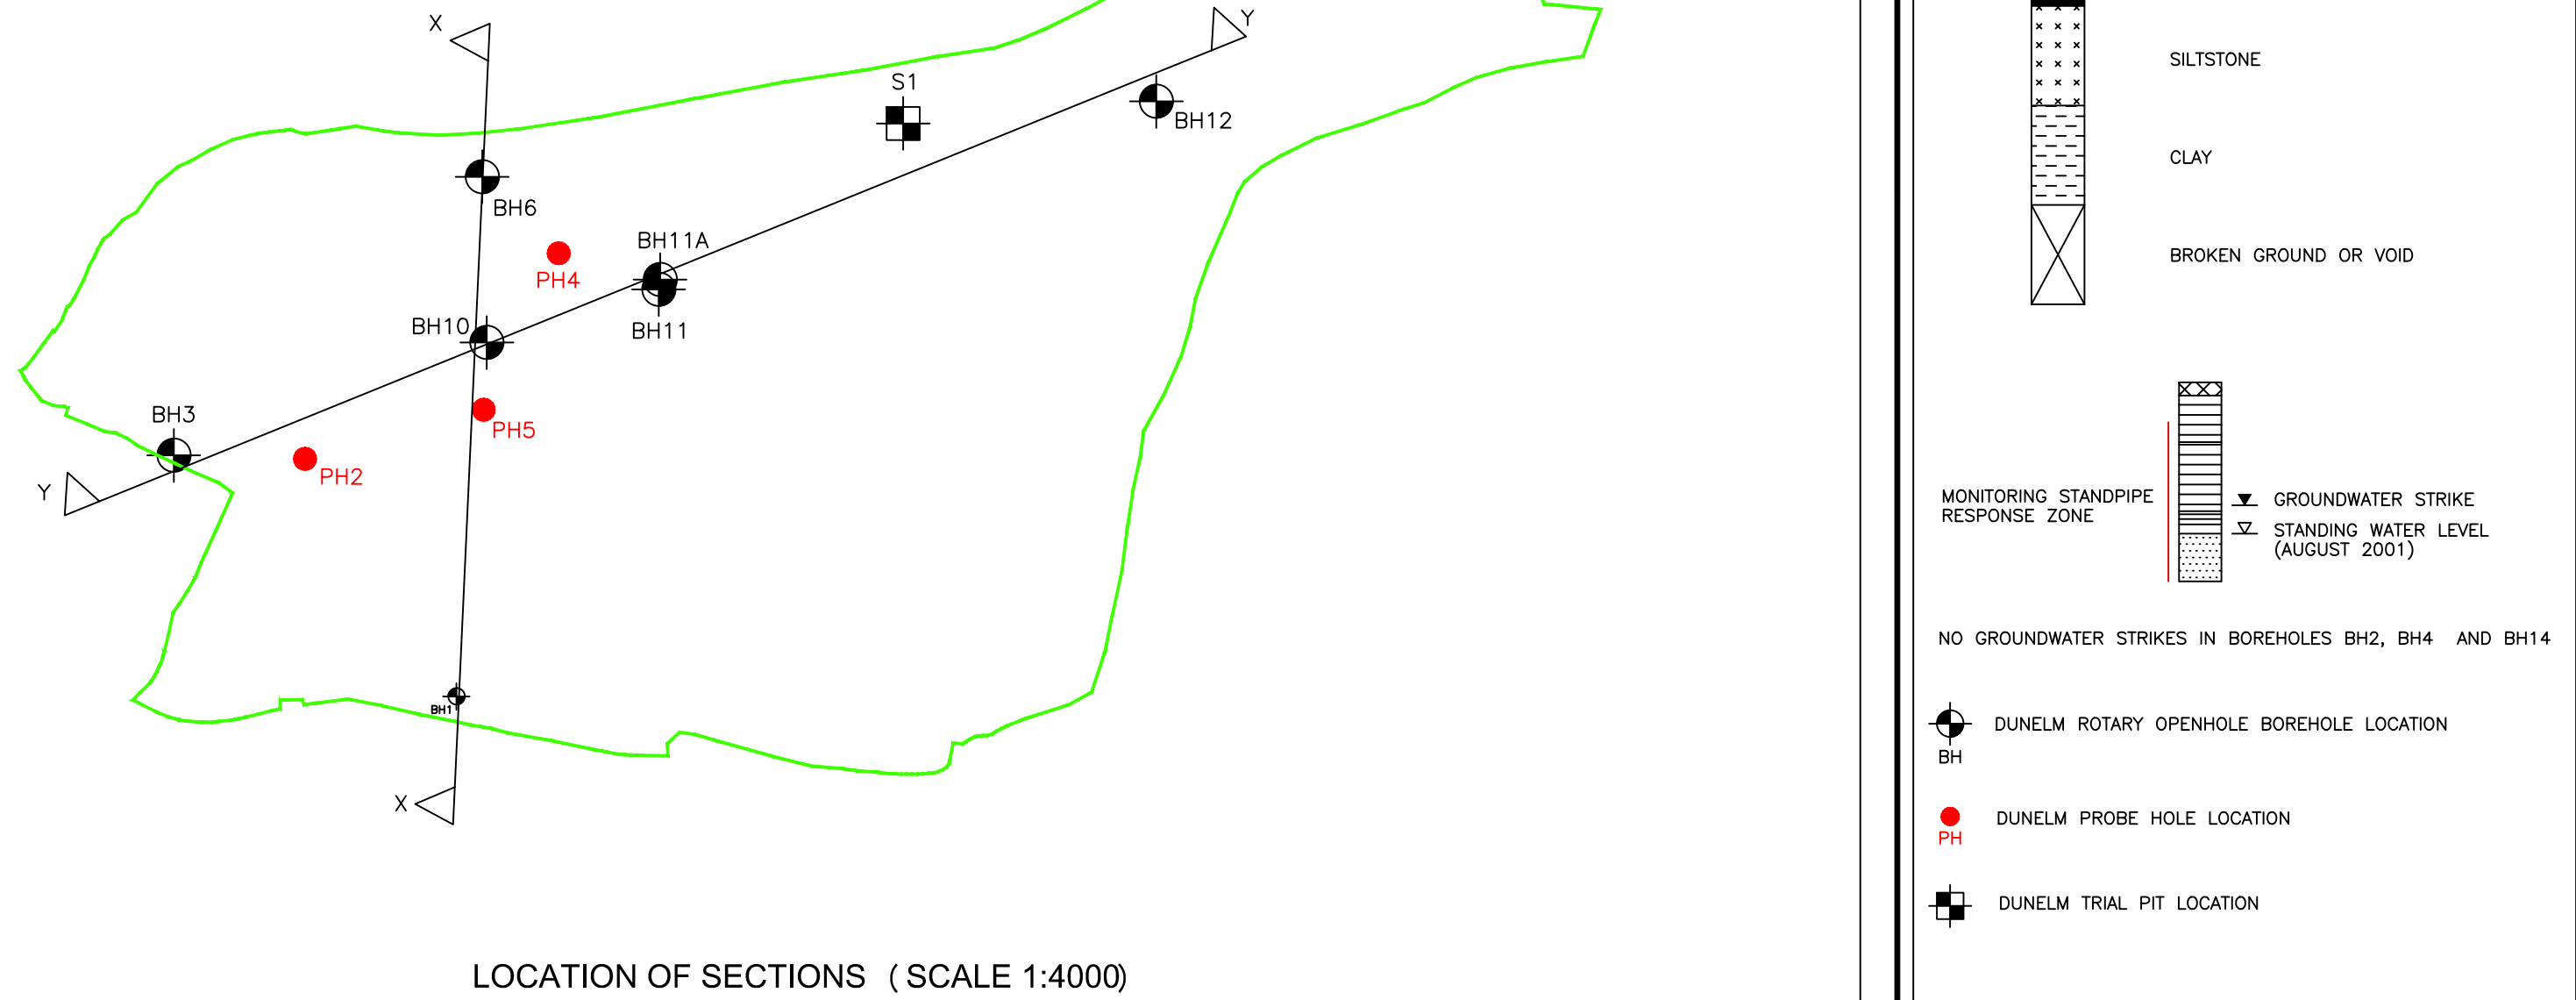 X
Y
S1
BH12
BH6
BH11A
PH4
BH10
BH11
BH3
PH5
PH2
Y
BH1
X
LOCATION OF SECTIONS ( SCALE 1:4000)
SILTSTONE
CLAY
BROKEN GROUND OR VOID
MONITORING STANDPIPE
RESPONSE ZONE
GROUNDWATER STRIKE
STANDING WATER LEVEL
(AUGUST 2001)
NO GROUNDWATER STRIKES IN BOREHOLES BH2, BH4 AND BH14
DUNELM ROTARY OPENHOLE BOREHOLE LOCATION
BH
DUNELM PROBE HOLE LOCATION
PH
DUNELM TRIAL PIT LOCATION